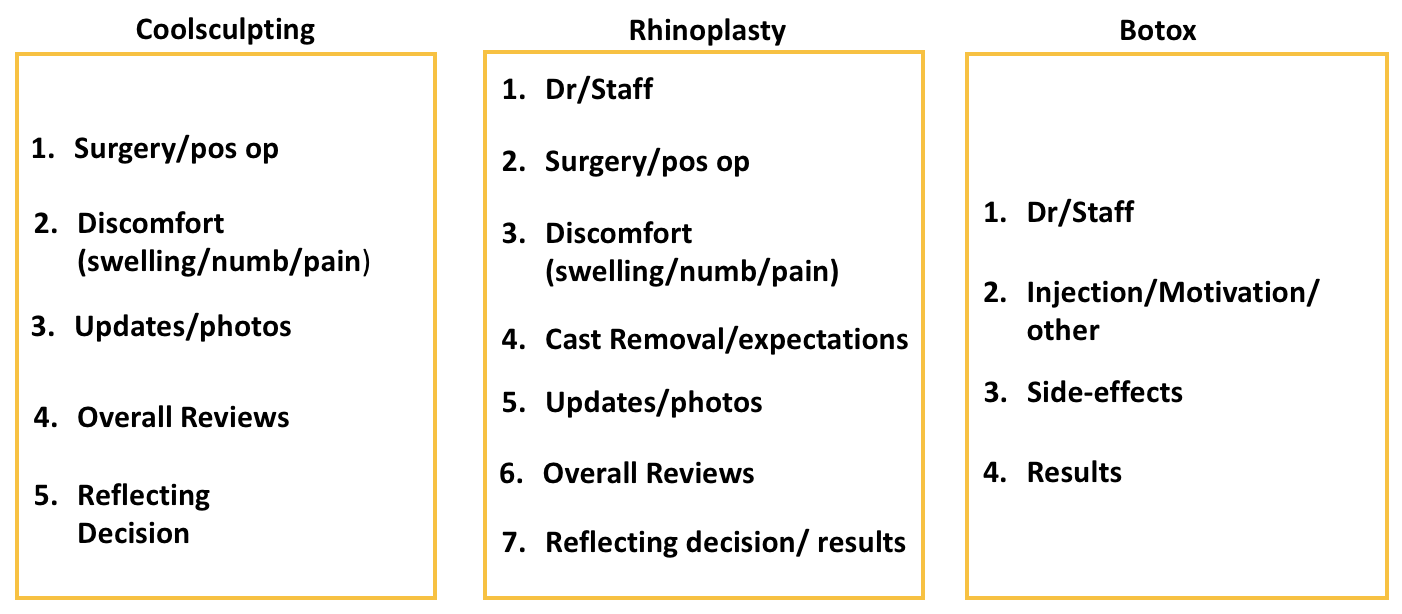 Coolsculpting
1. Surgery/pos op
2. Discomfort
(swelling/numb/pain)
3. Updates/photos
4. Overall Reviews
5. Reflecting
Decision
Rhinoplasty
1. Dr/Staff
2. Surgery/pos op
3. Discomfort
(swelling/numb/pain)
4. Cast Removal/expectations
5. Updates/photos
6. Overall Reviews
7. Reflecting decision/ results
Botox
1. Dr/Staff
2. Injection/Motivation/
other
3. Side-effects
4. Results